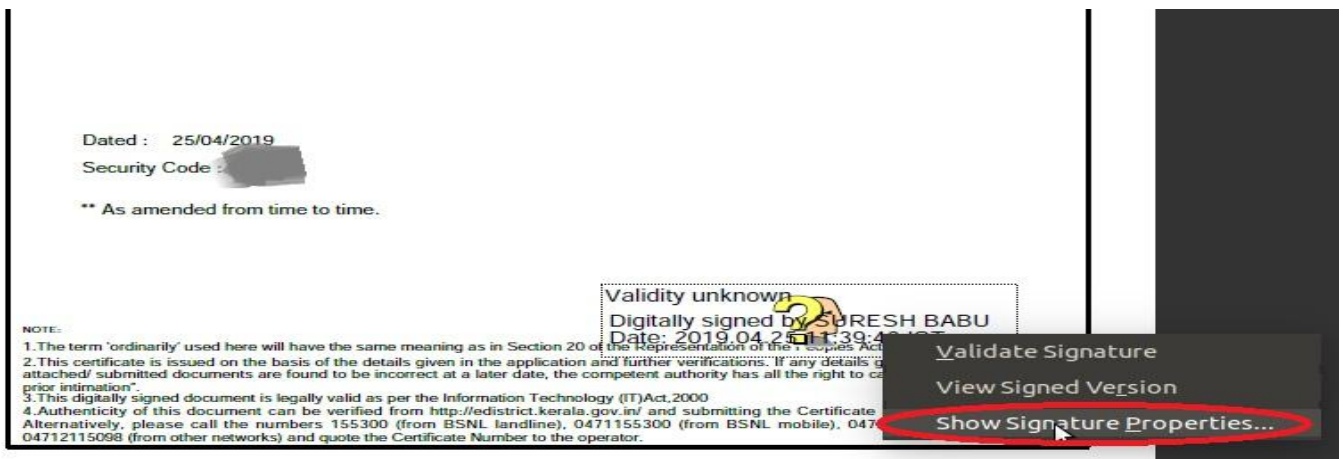 Dated : 25/04/2019
Security Code :
** As amended from time to time.
Validity unknown
Digitally signed by SURESH BABU
Date: 2019.04.25 11:39:4
NOTE:-
1.The term 'ordinarily' used here will have the same meaning as in Section 20 of the Representation of the Peoples Act
2.This certificate is issued on the basis of the details given in the application and further verifications. If any details g
attached/ submitted documents are found to be incorrect at a later date, the competent authority has all the right to ca
prior intimation".
3.This digitally signed document is legally valid as per the Information Technology (IT)Act,2000
4.Authenticity of this document can be verified from http://edistrict.kerala.gov.in/ and submitting the Certificate
Alternatively, please call the numbers 155300 (from BSNL landline), 0471155300 (from BSNL mobile), 047
04712115098 (from other networks) and quote the Certificate Number to the operator.
Validate Signature
View Signed Version
Show Signature Properties...